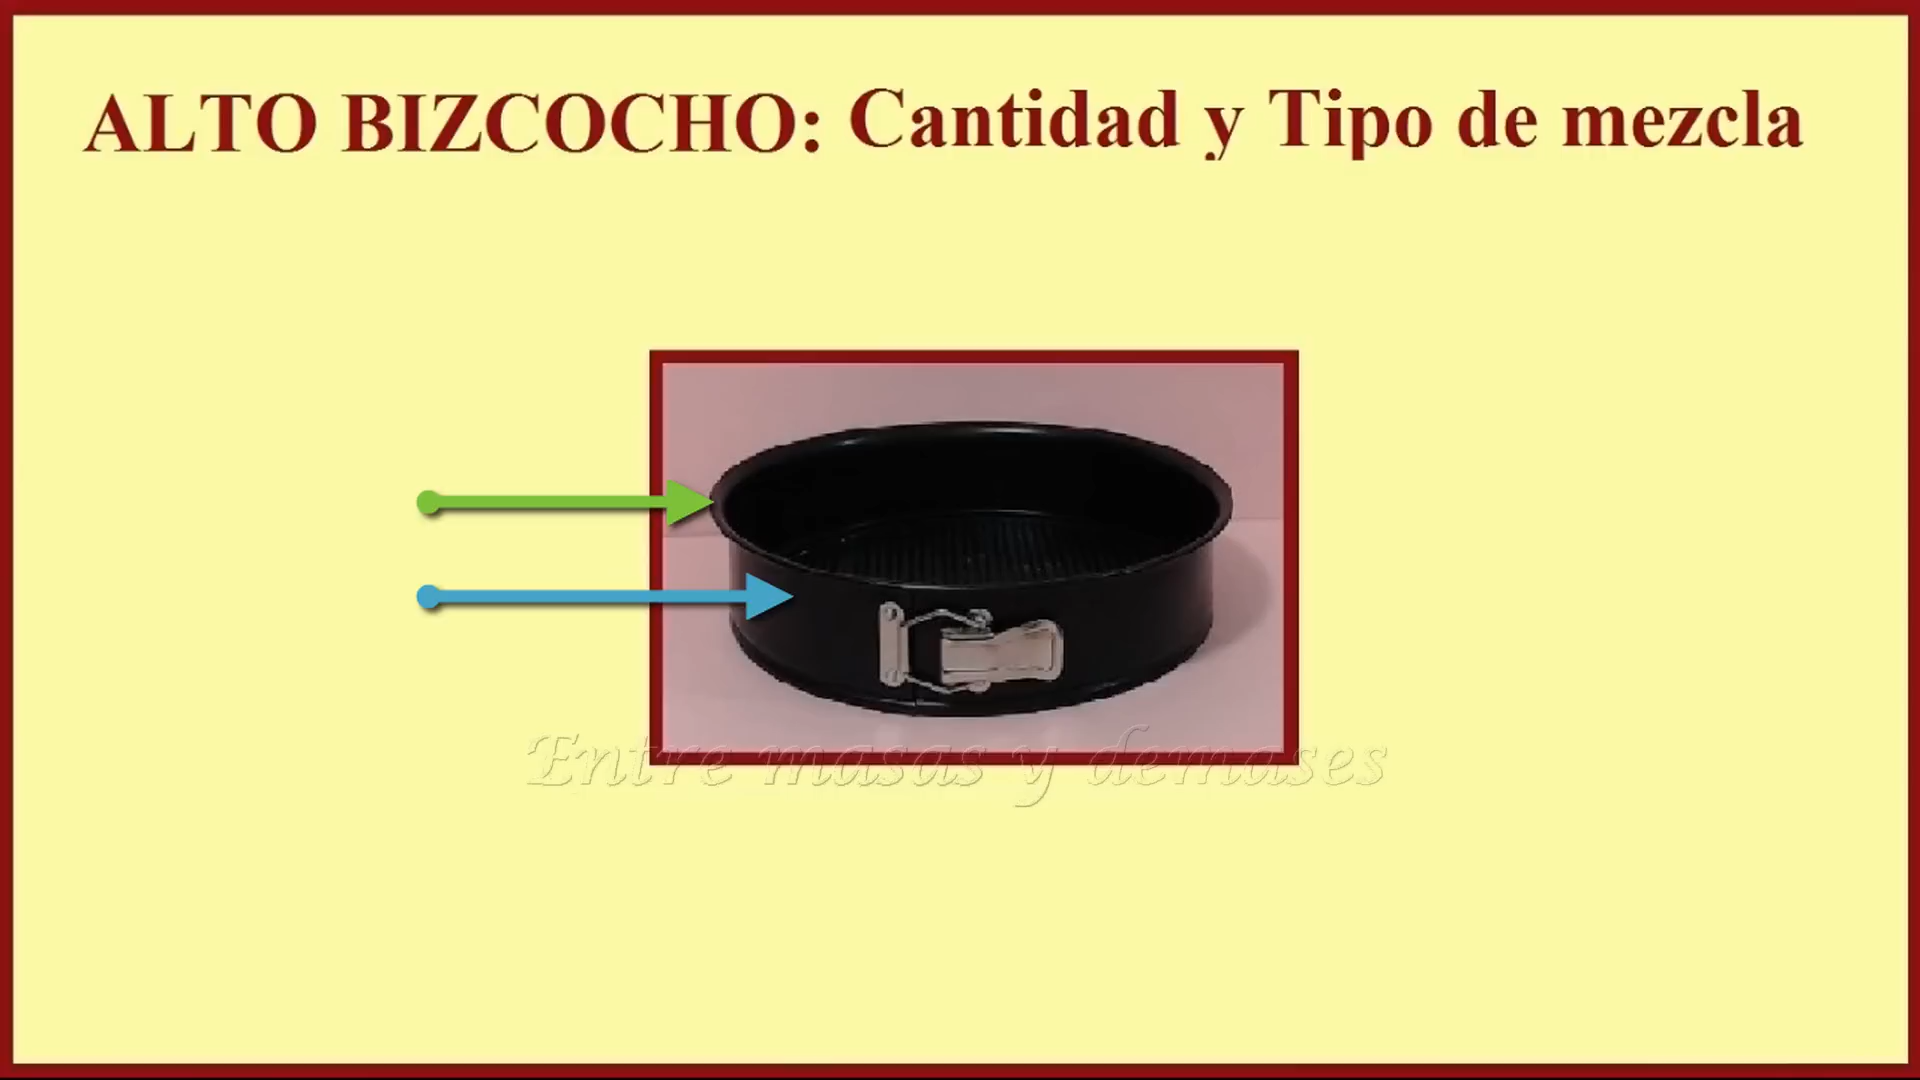 ALTO BIZCOCHO: Cantidad y Tipo de mezcla
Entre masas y demases